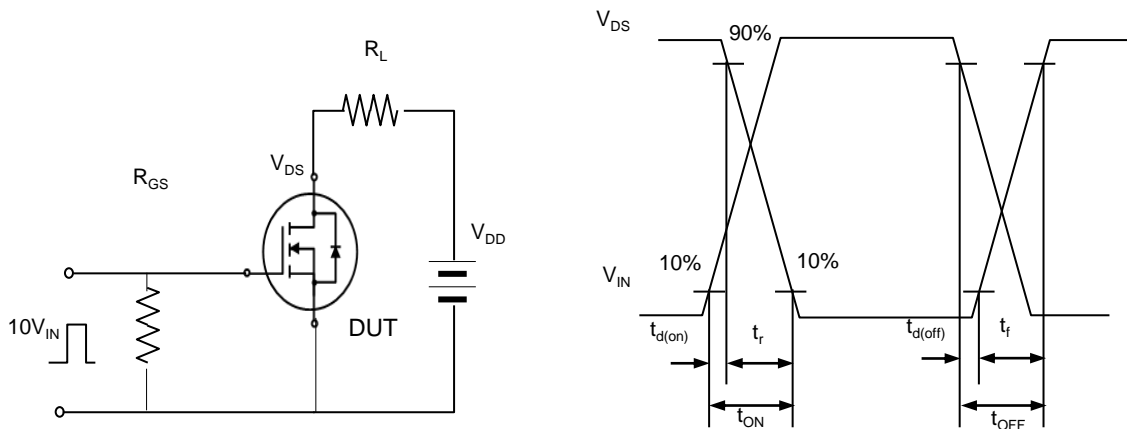 R_L
V_DS
R_GS
V_DD
10V_IN
DUT
V_DS
90%
10%
10%
V_IN
t_d(on)
t_r
t_d(off)
t_f
t_ON
t_OFF